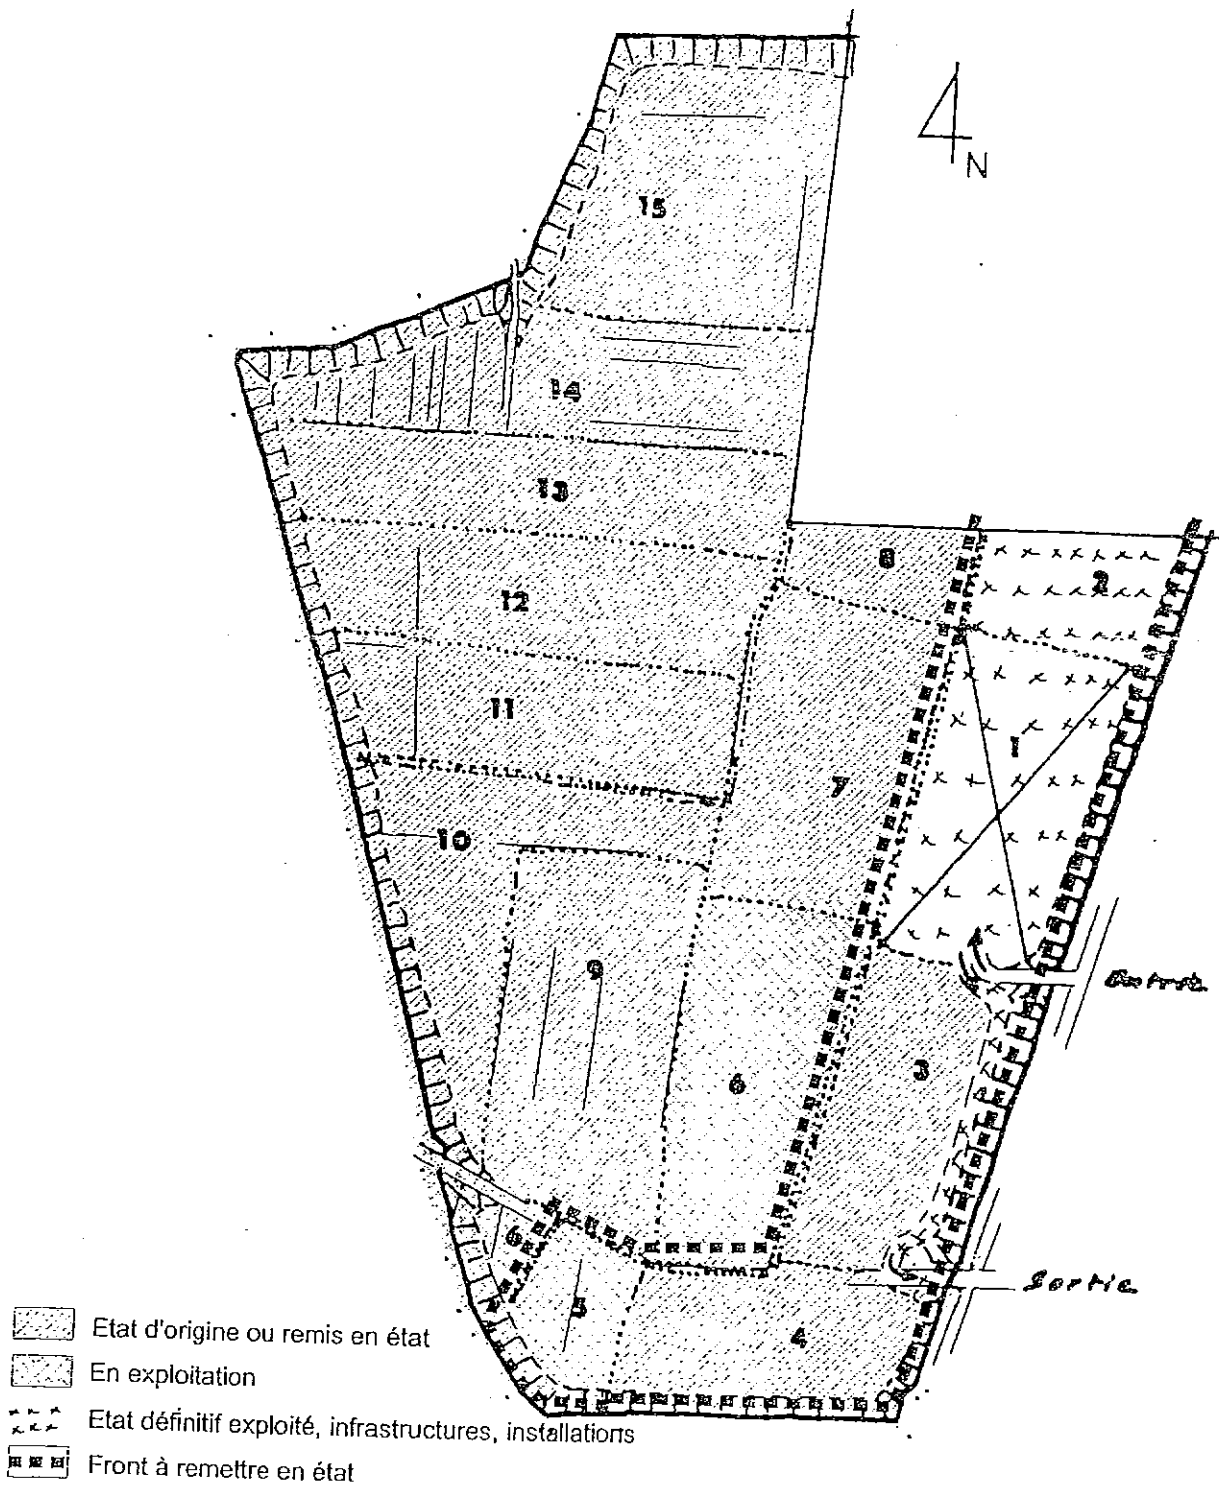 N
15
14
13
8
2
12
1
11
7
10
9
Entrée
3
6
6
Sortie
5
4
Etat d'origine ou remis en état
En exploitation
Etat définitif exploité, infrastructures, installations
Front à remettre en état